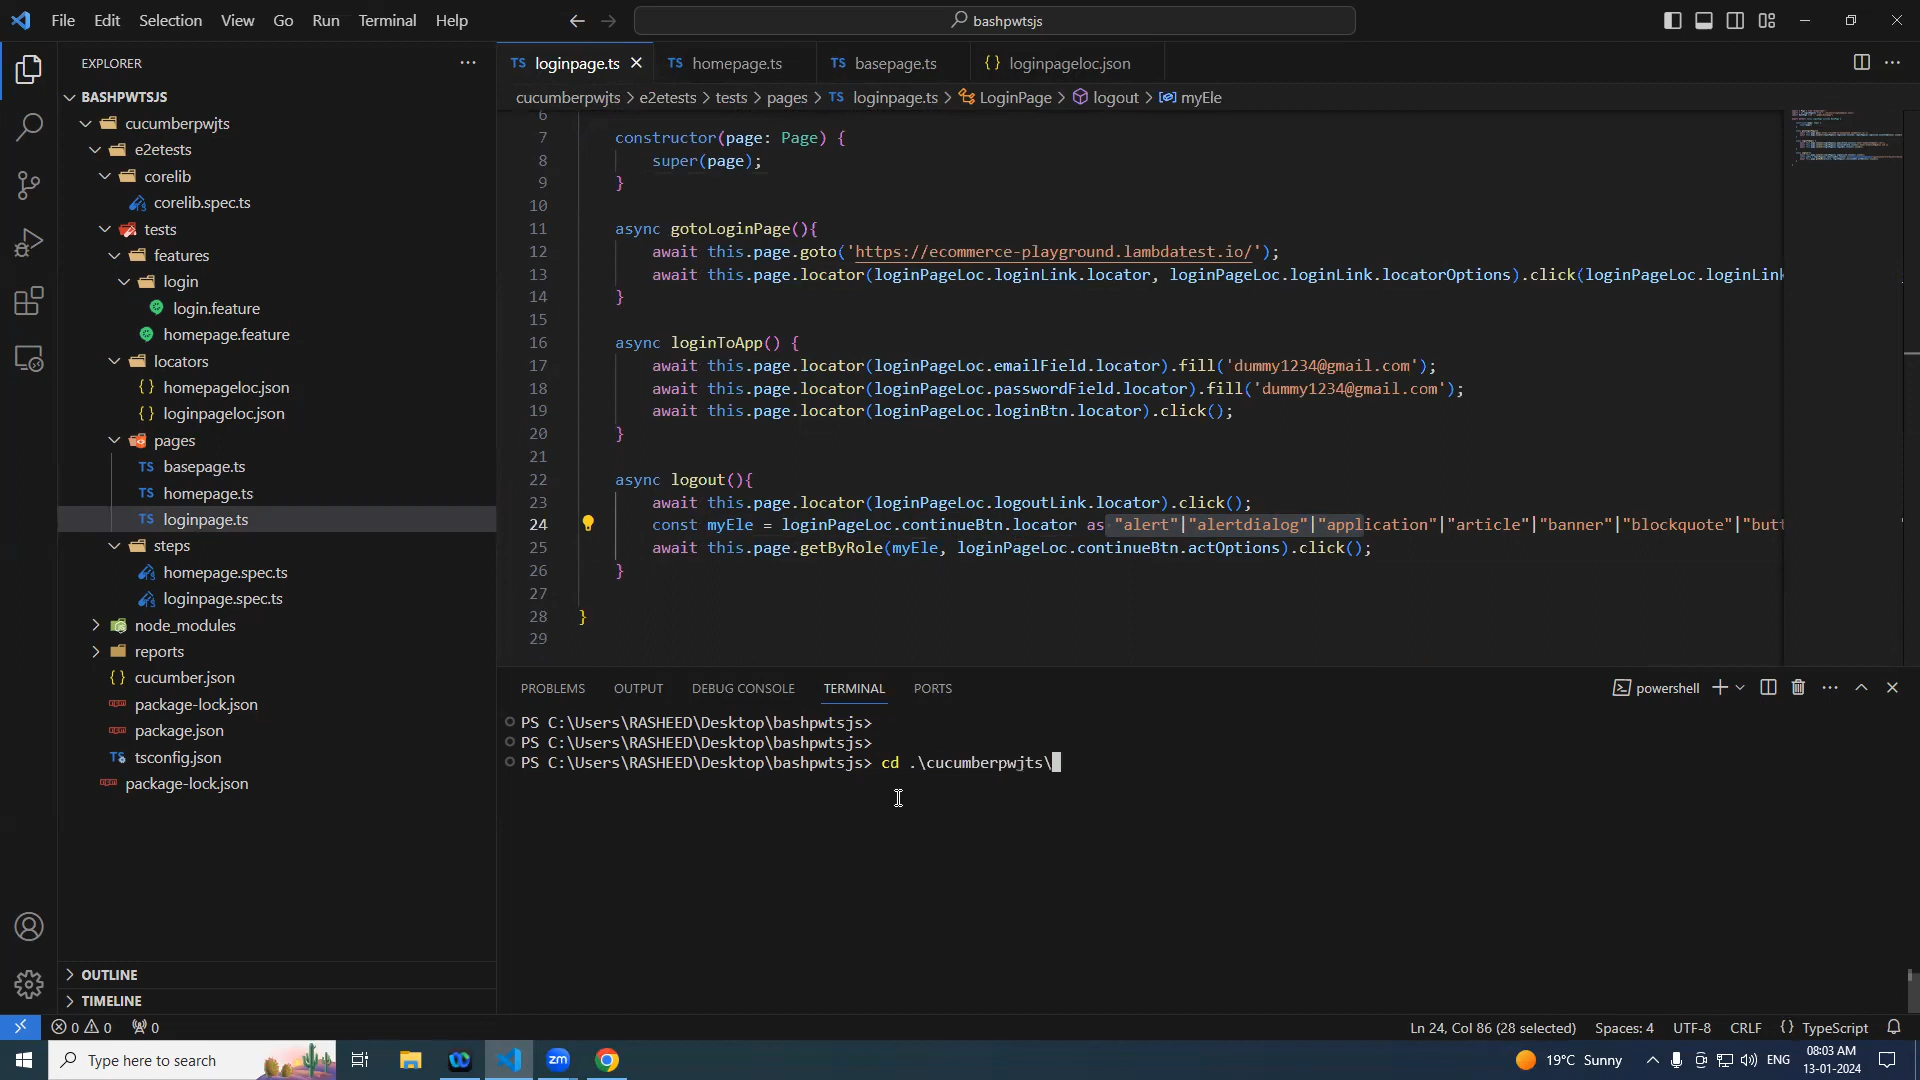 File Edit Selection View Go Run Terminal Help
bashpwtsjs
EXPLORER
TS loginpage.ts
TS homepage.ts
TS basepage.ts
{} loginpageloc.json
cucumberpwjts > e2etests > tests > pages > TS loginpage.ts > LoginPage > logout > myEle
BASHPWTSJS
cucumberpwjts
e2etests
corelib
corelib.spec.ts
tests
features
login
login.feature
homepage.feature
locators
{} homepageloc.json
{} loginpageloc.json
pages
TS basepage.ts
TS homepage.ts
TS loginpage.ts
steps
homepage.spec.ts
loginpage.spec.ts
node_modules
reports
{} cucumber.json
package-lock.json
package.json
tsconfig.json
package-lock.json
OUTLINE
TIMELINE
6
7 constructor(page: Page) {
8 super(page);
9 }
10
11 async gotoLoginPage(){
12 await this.page.goto('https://ecommerce-playground.lambdatest.io/');
13 await this.page.locator(loginPageLoc.loginLink.locator, loginPageLoc.loginLink.locatorOptions).click(loginPageLoc.loginLink
14 }
15
16 async loginToApp() {
17 await this.page.locator(loginPageLoc.emailField.locator).fill('dummy1234@gmail.com');
18 await this.page.locator(loginPageLoc.passwordField.locator).fill('dummy1234@gmail.com');
19 await this.page.locator(loginPageLoc.loginBtn.locator).click();
20 }
21
22 async logout(){
23 await this.page.locator(loginPageLoc.logoutLink.locator).click();
24 const myEle = loginPageLoc.continueBtn.locator as "alert"|"alertdialog"|"application"|"article"|"banner"|"blockquote"|"butt
25 await this.page.getByRole(myEle, loginPageLoc.continueBtn.actOptions).click();
26 }
27
28 }
29
PROBLEMS OUTPUT DEBUG CONSOLE TERMINAL PORTS
powershell
PS C:\Users\RASHEED\Desktop\bashpwtsjs>
PS C:\Users\RASHEED\Desktop\bashpwtsjs>
PS C:\Users\RASHEED\Desktop\bashpwtsjs> cd .\cucumberpwjts\
0 0 0
Ln 24, Col 86 (28 selected) Spaces: 4 UTF-8 CRLF {} TypeScript
Type here to search
zm
19°C Sunny
ENG
08:03 AM
13-01-2024